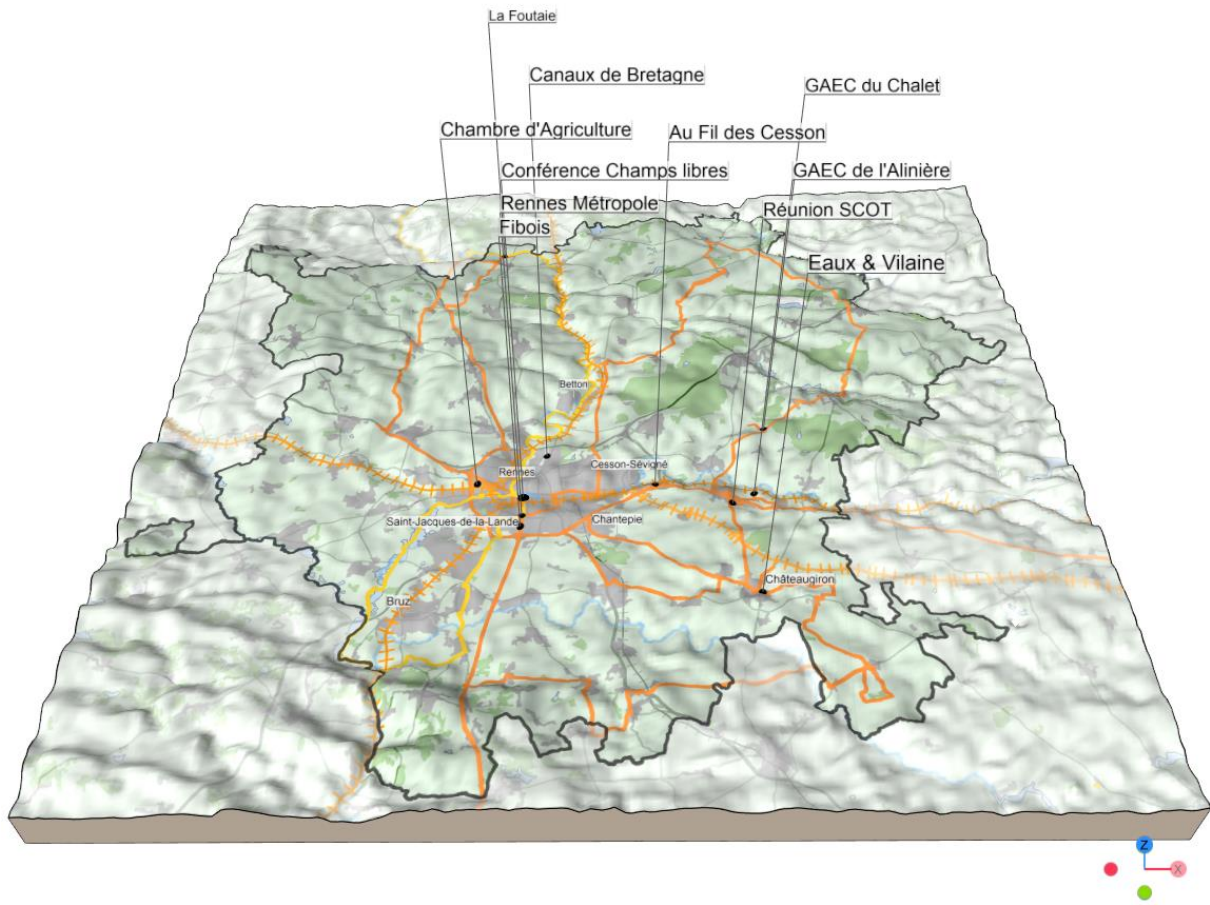 La Foutaie
Canaux de Bretagne
GAEC du Chalet
Chambre d'Agriculture
Au Fil des Cesson
Conférence Champs libres
GAEC de l'Alinière
Rennes Métropole
Réunion SCOT
Fibois
Eaux & Vilaine
Betton
Rennes
Cesson-Sévigné
Saint-Jacques-de-la-Lande
Chantepie
Châteaugiron
Bruz
Z
X